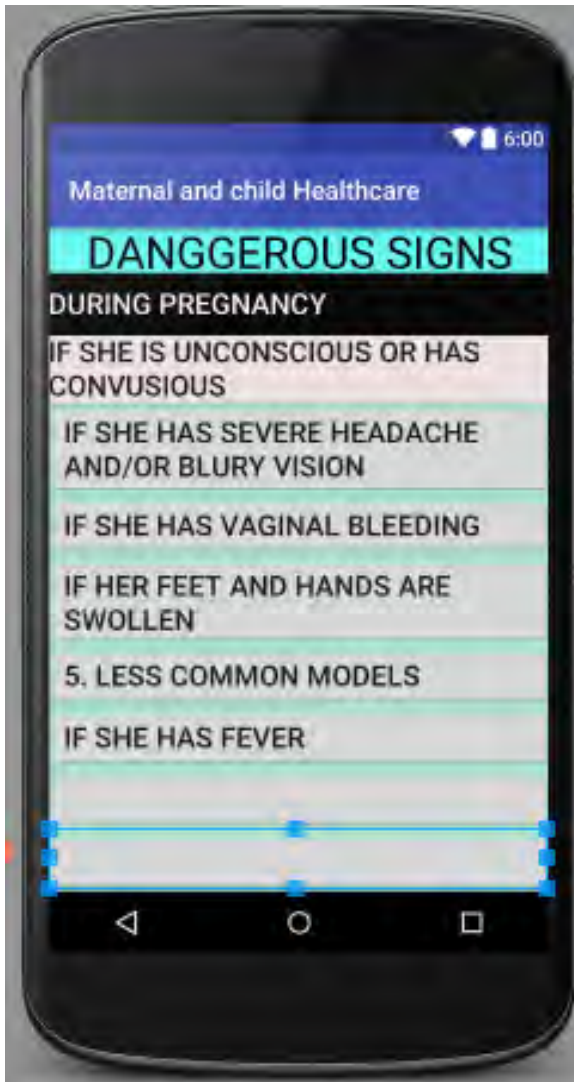 6:00
Maternal and child Healthcare
DANGGEROUS SIGNS
DURING PREGNANCY
IF SHE IS UNCONSCIOUS OR HAS
CONVUSIOUS
IF SHE HAS SEVERE HEADACHE
AND/OR BLURY VISION
IF SHE HAS VAGINAL BLEEDING
IF HER FEET AND HANDS ARE
SWOLLEN
5. LESS COMMON MODELS
IF SHE HAS FEVER